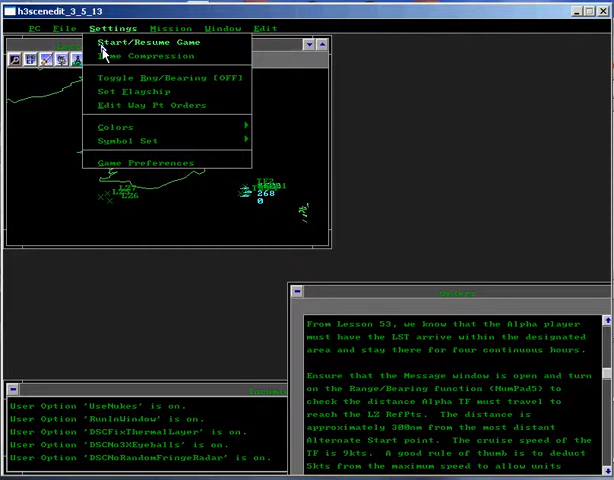 h3scenedit_3_5_13
PC File Settings Mission Window Edit
Start/Resume Game
Time Compression
Toggle Rng/Bearing [OFF]
Set Flagship
Edit Way Pt Orders
Colors
Symbol Set
Game Preferences
LZ7
LZ6
TF2
268
0
Orders
From Lesson 53, we know that the Alpha player
must have the LST arrive within the designated
area and stay there for four continuous hours.
Ensure that the Message window is open and turn
on the Range/Bearing function (NumPad5) to
check the distance Alpha TF must travel to
reach the LZ RefPts. The distance is
approximately 300nm from the most distant
Alternate Start point. The cruise speed of the
TF is 9kts. A good rule of thumb is to deduct
5kts from the maximum speed to allow units
User Option 'UseNukes' is on.
User Option 'RunInWindow' is on.
User Option 'DSCFixThermalLayer' is on.
User Option 'DSCNo3XEyeballs' is on.
User Option 'DSCNoRandomFringeRadar' is on.